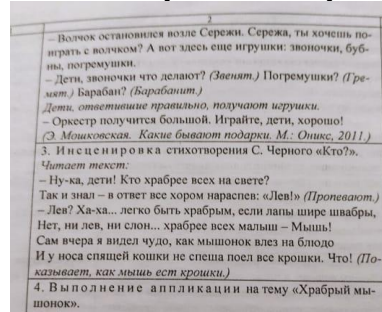 2
– Волчок остановился возле Сережи. Сережа, ты хочешь по-
играть с волчком? А вот здесь еще игрушки: звоночки, буб-
ны, погремушки.
– Дети, звоночки что делают? (Звенят.) Погремушки? (Гре-
мят.) Барабан? (Барабанит.)
Дети, ответившие правильно, получают игрушки.
– Оркестр получится большой. Играйте, дети, хорошо!
(Э. Мошковская. Какие бывают подарки. М.: Оникс, 2011.)
3. Инсценировка стихотворения С. Черного «Кто?».
Читает текст:
– Ну-ка, дети! Кто храбрее всех на свете?
Так и знал – в ответ все хором нараспев: «Лев!» (Пропевают.)
– Лев? Ха-ха... легко быть храбрым, если лапы шире швабры,
Нет, ни лев, ни слон... храбрее всех малыш – Мышь!
Сам вчера я видел чудо, как мышонок влез на блюдо
И у носа спящей кошки не спеша поел все крошки. Что! (По-
казывает, как мышь ест крошки.)
4. Выполнение аппликации на тему «Храбрый мы-
шонок».